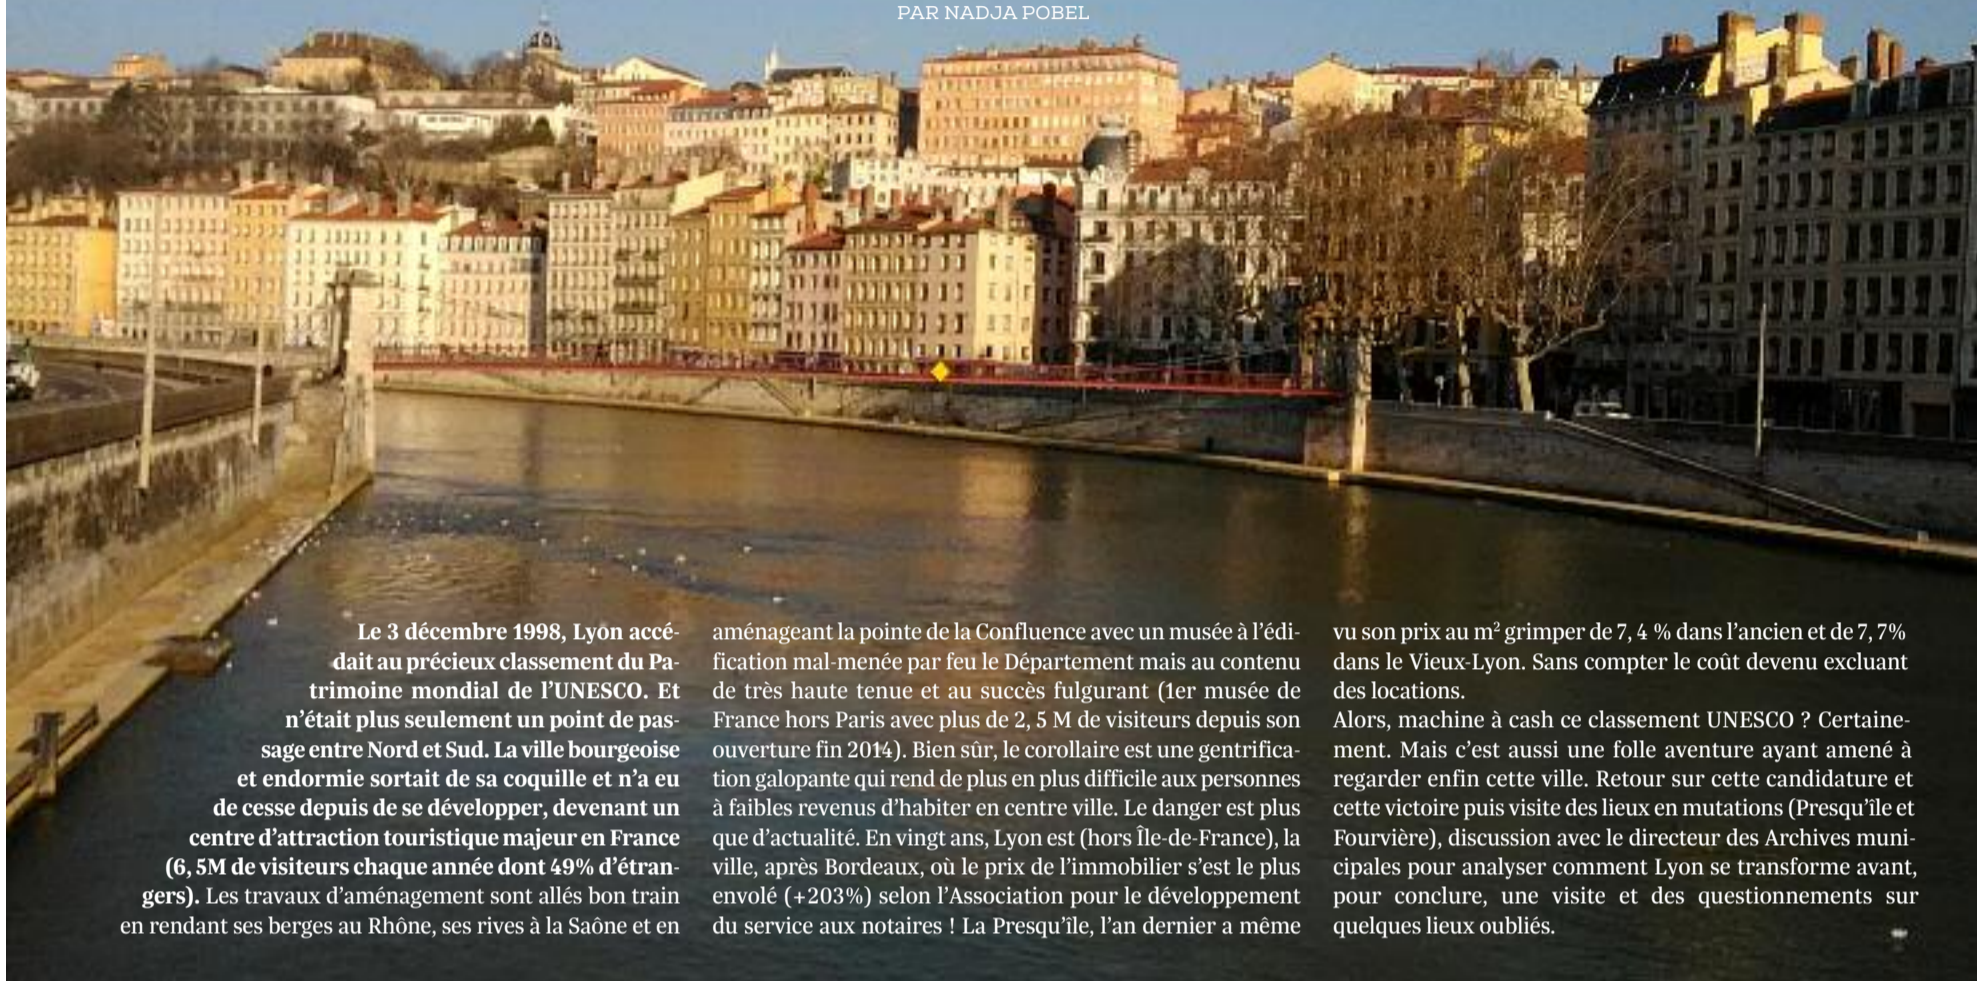 PAR NADJA POBEL
Le 3 décembre 1998, Lyon accé-
dait au précieux classement du Pa-
trimoine mondial de l'UNESCO. Et
n'était plus seulement un point de pas-
sage entre Nord et Sud. La ville bourgeoise
et endormie sortait de sa coquille et n'a eu
de cesse depuis de se développer, devenant un
centre d'attraction touristique majeur en France
(6, 5M de visiteurs chaque année dont 49% d'étran-
gers). Les travaux d'aménagement sont allés bon train
en rendant ses berges au Rhône, ses rives à la Saône et en
aménageant la pointe de la Confluence avec un musée à l'édi-
fication mal-menée par feu le Département mais au contenu
de très haute tenue et au succès fulgurant (1er musée de
France hors Paris avec plus de 2, 5 M de visiteurs depuis son
ouverture fin 2014). Bien sûr, le corollaire est une gentrifica-
tion galopante qui rend de plus en plus difficile aux personnes
à faibles revenus d'habiter en centre ville. Le danger est plus
que d'actualité. En vingt ans, Lyon est (hors Île-de-France), la
ville, après Bordeaux, où le prix de l'immobilier s'est le plus
envolé (+203%) selon l'Association pour le développement
du service aux notaires ! La Presqu'île, l'an dernier a même
vu son prix au m² grimper de 7, 4 % dans l'ancien et de 7, 7%
dans le Vieux-Lyon. Sans compter le coût devenu excluant
des locations.
Alors, machine à cash ce classement UNESCO ? Certaine-
ment. Mais c'est aussi une folle aventure ayant amené à
regarder enfin cette ville. Retour sur cette candidature et
cette victoire puis visite des lieux en mutations (Presqu'île et
Fourvière), discussion avec le directeur des Archives muni-
cipales pour analyser comment Lyon se transforme avant,
pour conclure, une visite et des questionnements sur
quelques lieux oubliés.